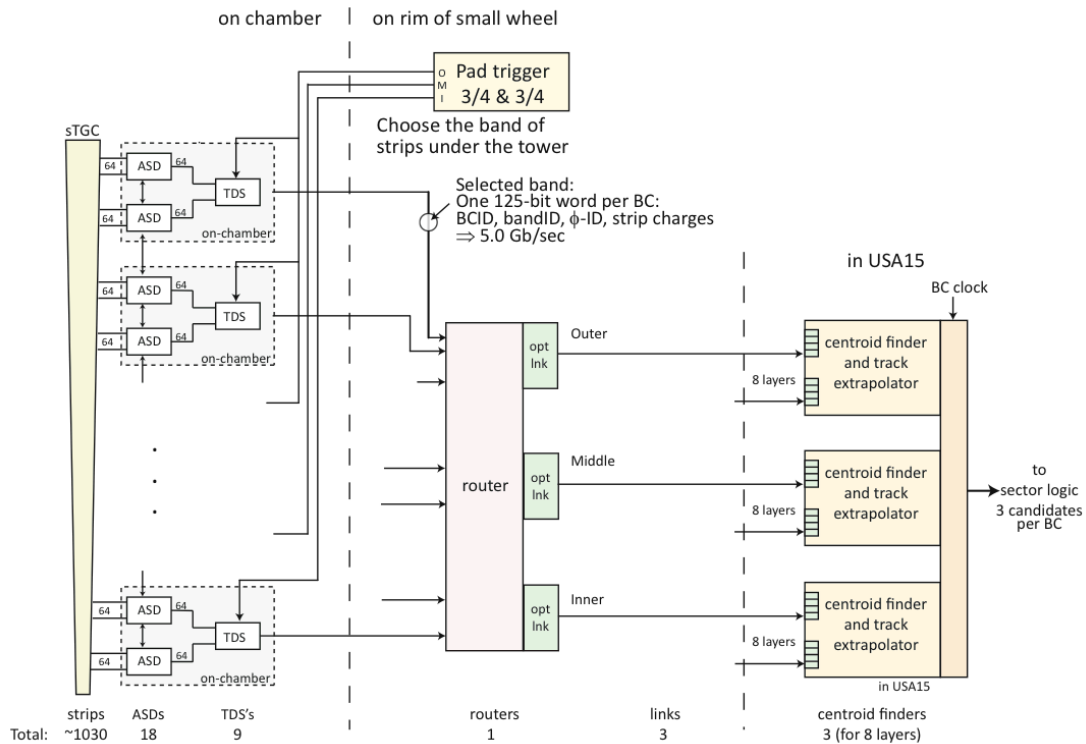 on chamber
on rim of small wheel
O
M
I
Pad trigger
3/4 & 3/4
Choose the band of
strips under the tower
Selected band:
One 125-bit word per BC:
BCID, bandID, ϕ-ID, strip charges
⇒ 5.0 Gb/sec
sTGC
64
ASD
64
TDS
64
ASD
64
on-chamber
64
ASD
64
TDS
64
ASD
64
on-chamber
in USA15
BC clock
router
opt
lnk
Outer
8 layers
centroid finder
and track
extrapolator
opt
lnk
Middle
8 layers
centroid finder
and track
extrapolator
to
sector logic
3 candidates
per BC
opt
lnk
Inner
8 layers
centroid finder
and track
extrapolator
in USA15
64
ASD
64
TDS
64
ASD
64
on-chamber
strips ASDs TDS's routers links centroid finders
Total: ~1030 18 9 1 3 3 (for 8 layers)